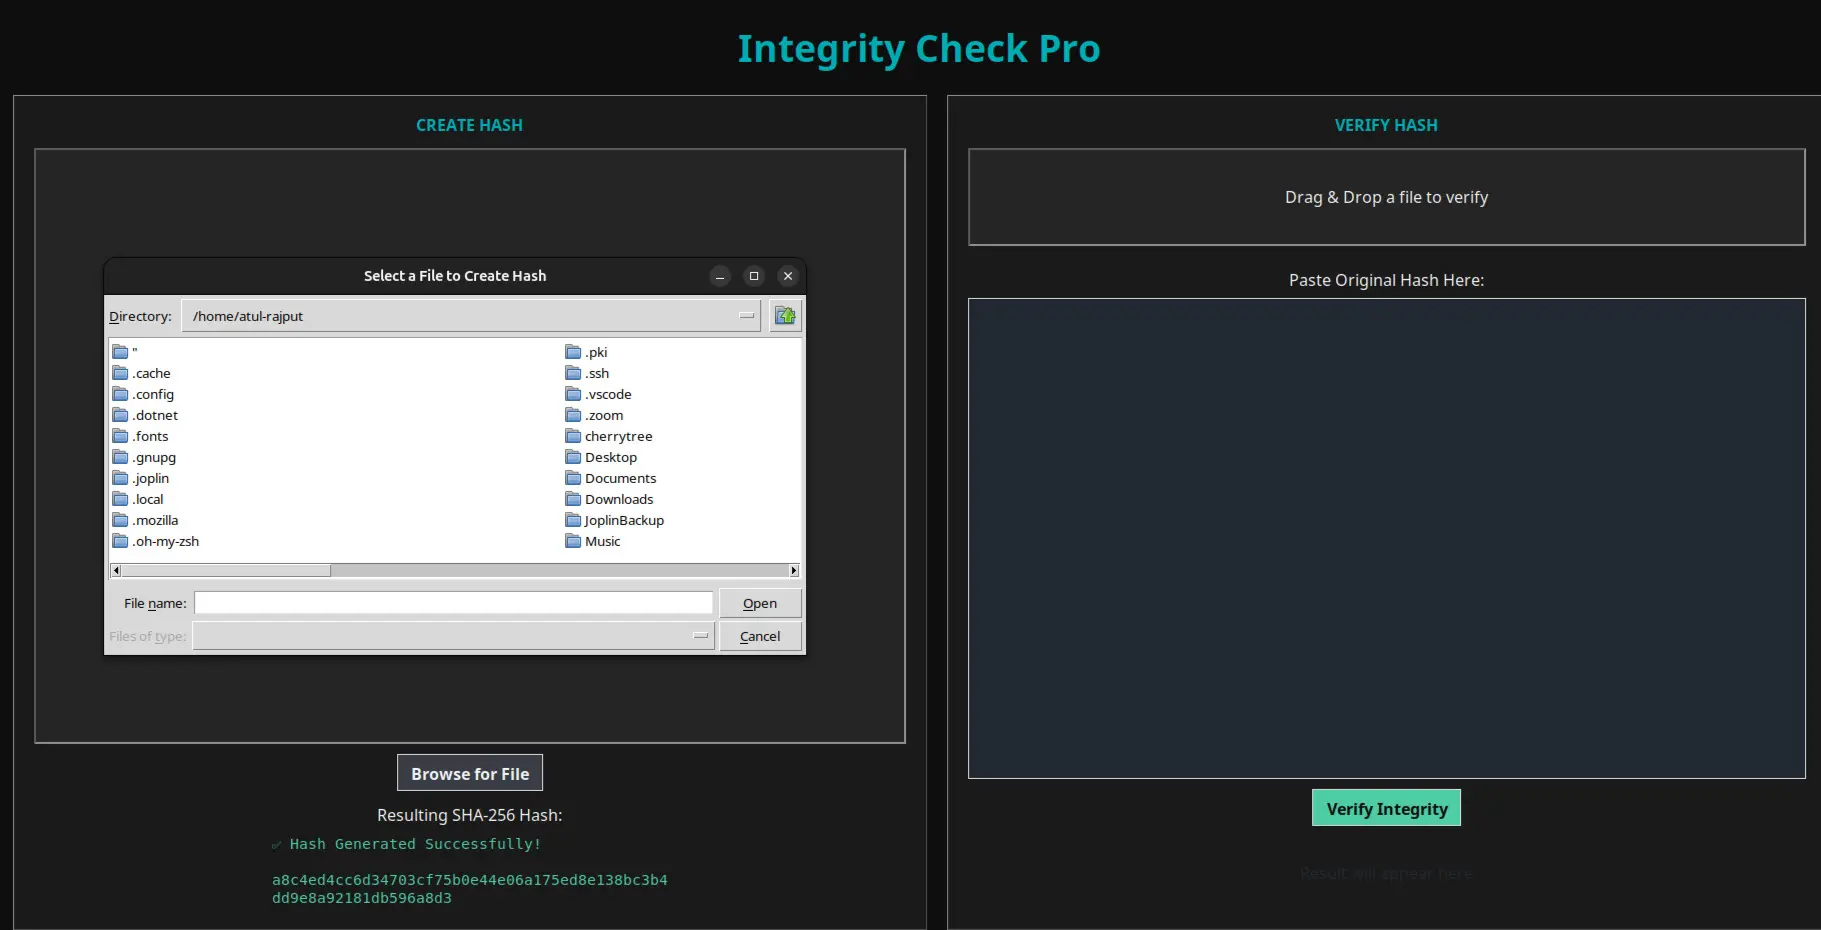 Integrity Check Pro
CREATE HASH
Select a File to Create Hash
Directory: /home/atul-rajput
"
.cache
.config
.dotnet
.fonts
.gnupg
.joplin
.local
.mozilla
.oh-my-zsh
.pki
.ssh
.vscode
.zoom
cherrytree
Desktop
Documents
Downloads
JoplinBackup
Music
File name:
Open
Files of type:
Cancel
Browse for File
Resulting SHA-256 Hash:
✓ Hash Generated Successfully!
a8c4ed4cc6d34703cf75b0e44e06a175ed8e138bc3b4
dd9e8a92181db596a8d3
VERIFY HASH
Drag & Drop a file to verify
Paste Original Hash Here:
Verify Integrity
Result will appear here